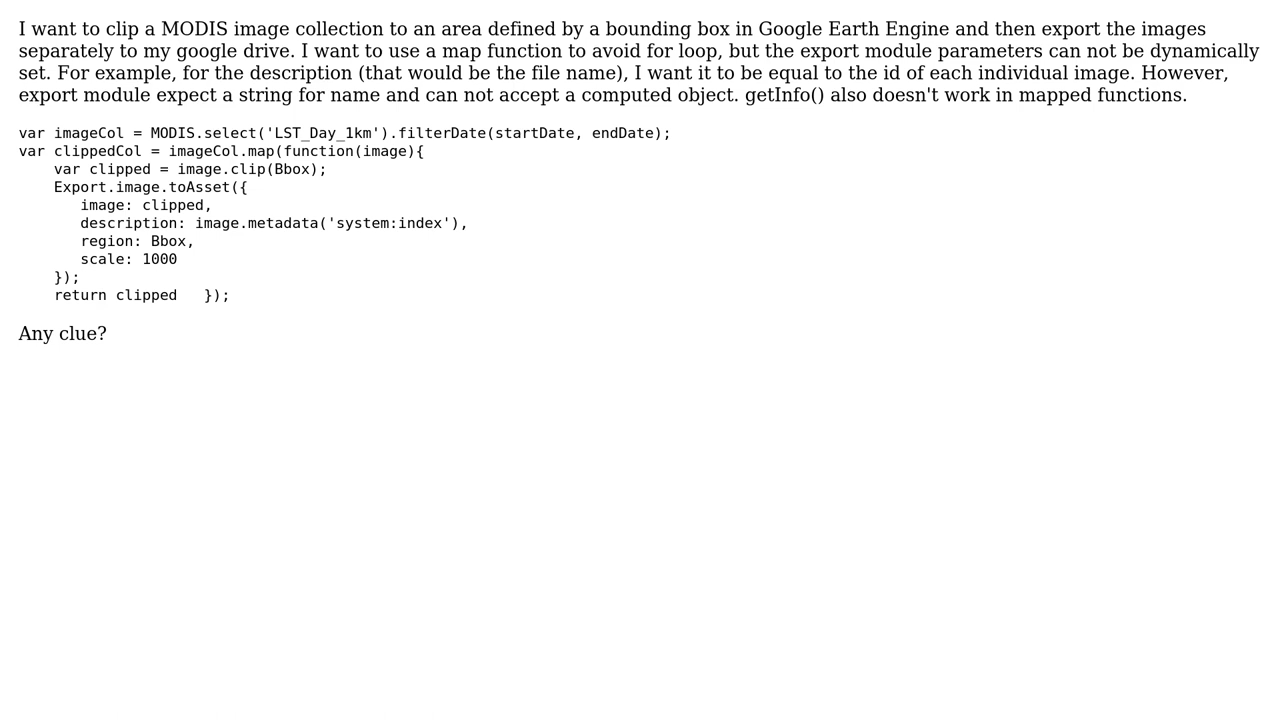 I want to clip a MODIS image collection to an area defined by a bounding box in Google Earth Engine and then export the images
separately to my google drive. I want to use a map function to avoid for loop, but the export module parameters can not be dynamically
set. For example, for the description (that would be the file name), I want it to be equal to the id of each individual image. However,
export module expect a string for name and can not accept a computed object. getInfo() also doesn't work in mapped functions.
var imageCol = MODIS.select('LST_Day_1km').filterDate(startDate, endDate);
var clippedCol = imageCol.map(function(image){
    var clipped = image.clip(Bbox);
    Export.image.toAsset({
       image: clipped,
       description: image.metadata('system:index'),
       region: Bbox,
       scale: 1000
    });
    return clipped   });
Any clue?